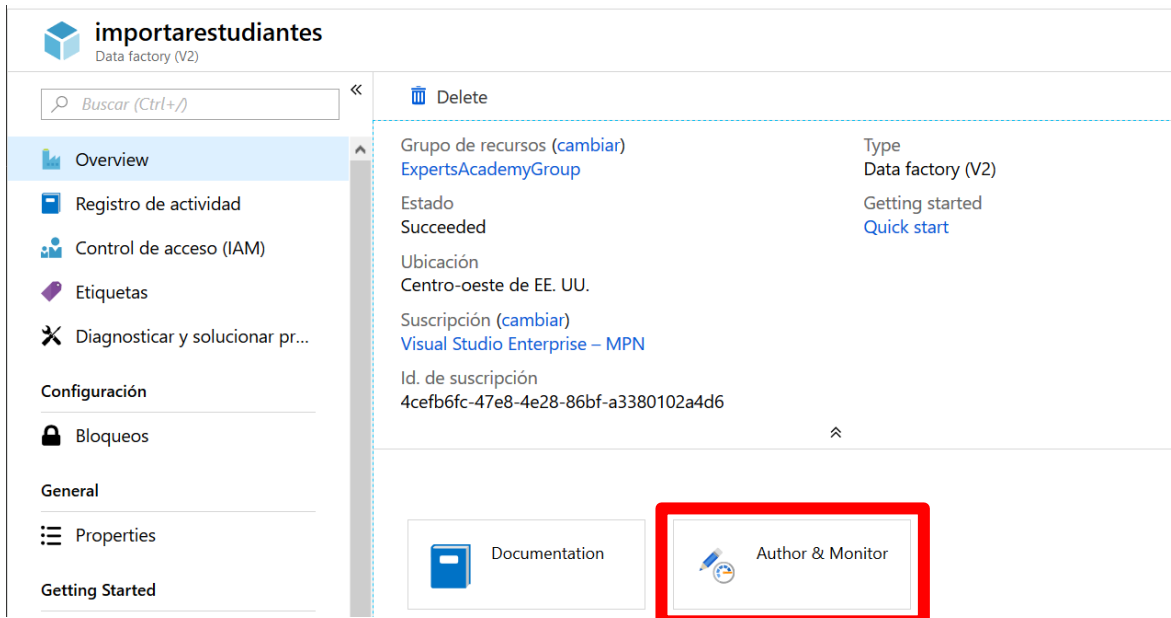 importarestudiantes
Data factory (V2)
Buscar (Ctrl+/)
Overview
Registro de actividad
Control de acceso (IAM)
Etiquetas
Diagnosticar y solucionar pr...
Configuración
Bloqueos
General
Properties
Getting Started
Delete
Grupo de recursos (cambiar)
ExpertsAcademyGroup
Estado
Succeeded
Ubicación
Centro-oeste de EE. UU.
Suscripción (cambiar)
Visual Studio Enterprise – MPN
Id. de suscripción
4cefb6fc-47e8-4e28-86bf-a3380102a4d6
Type
Data factory (V2)
Getting started
Quick start
Documentation
Author & Monitor